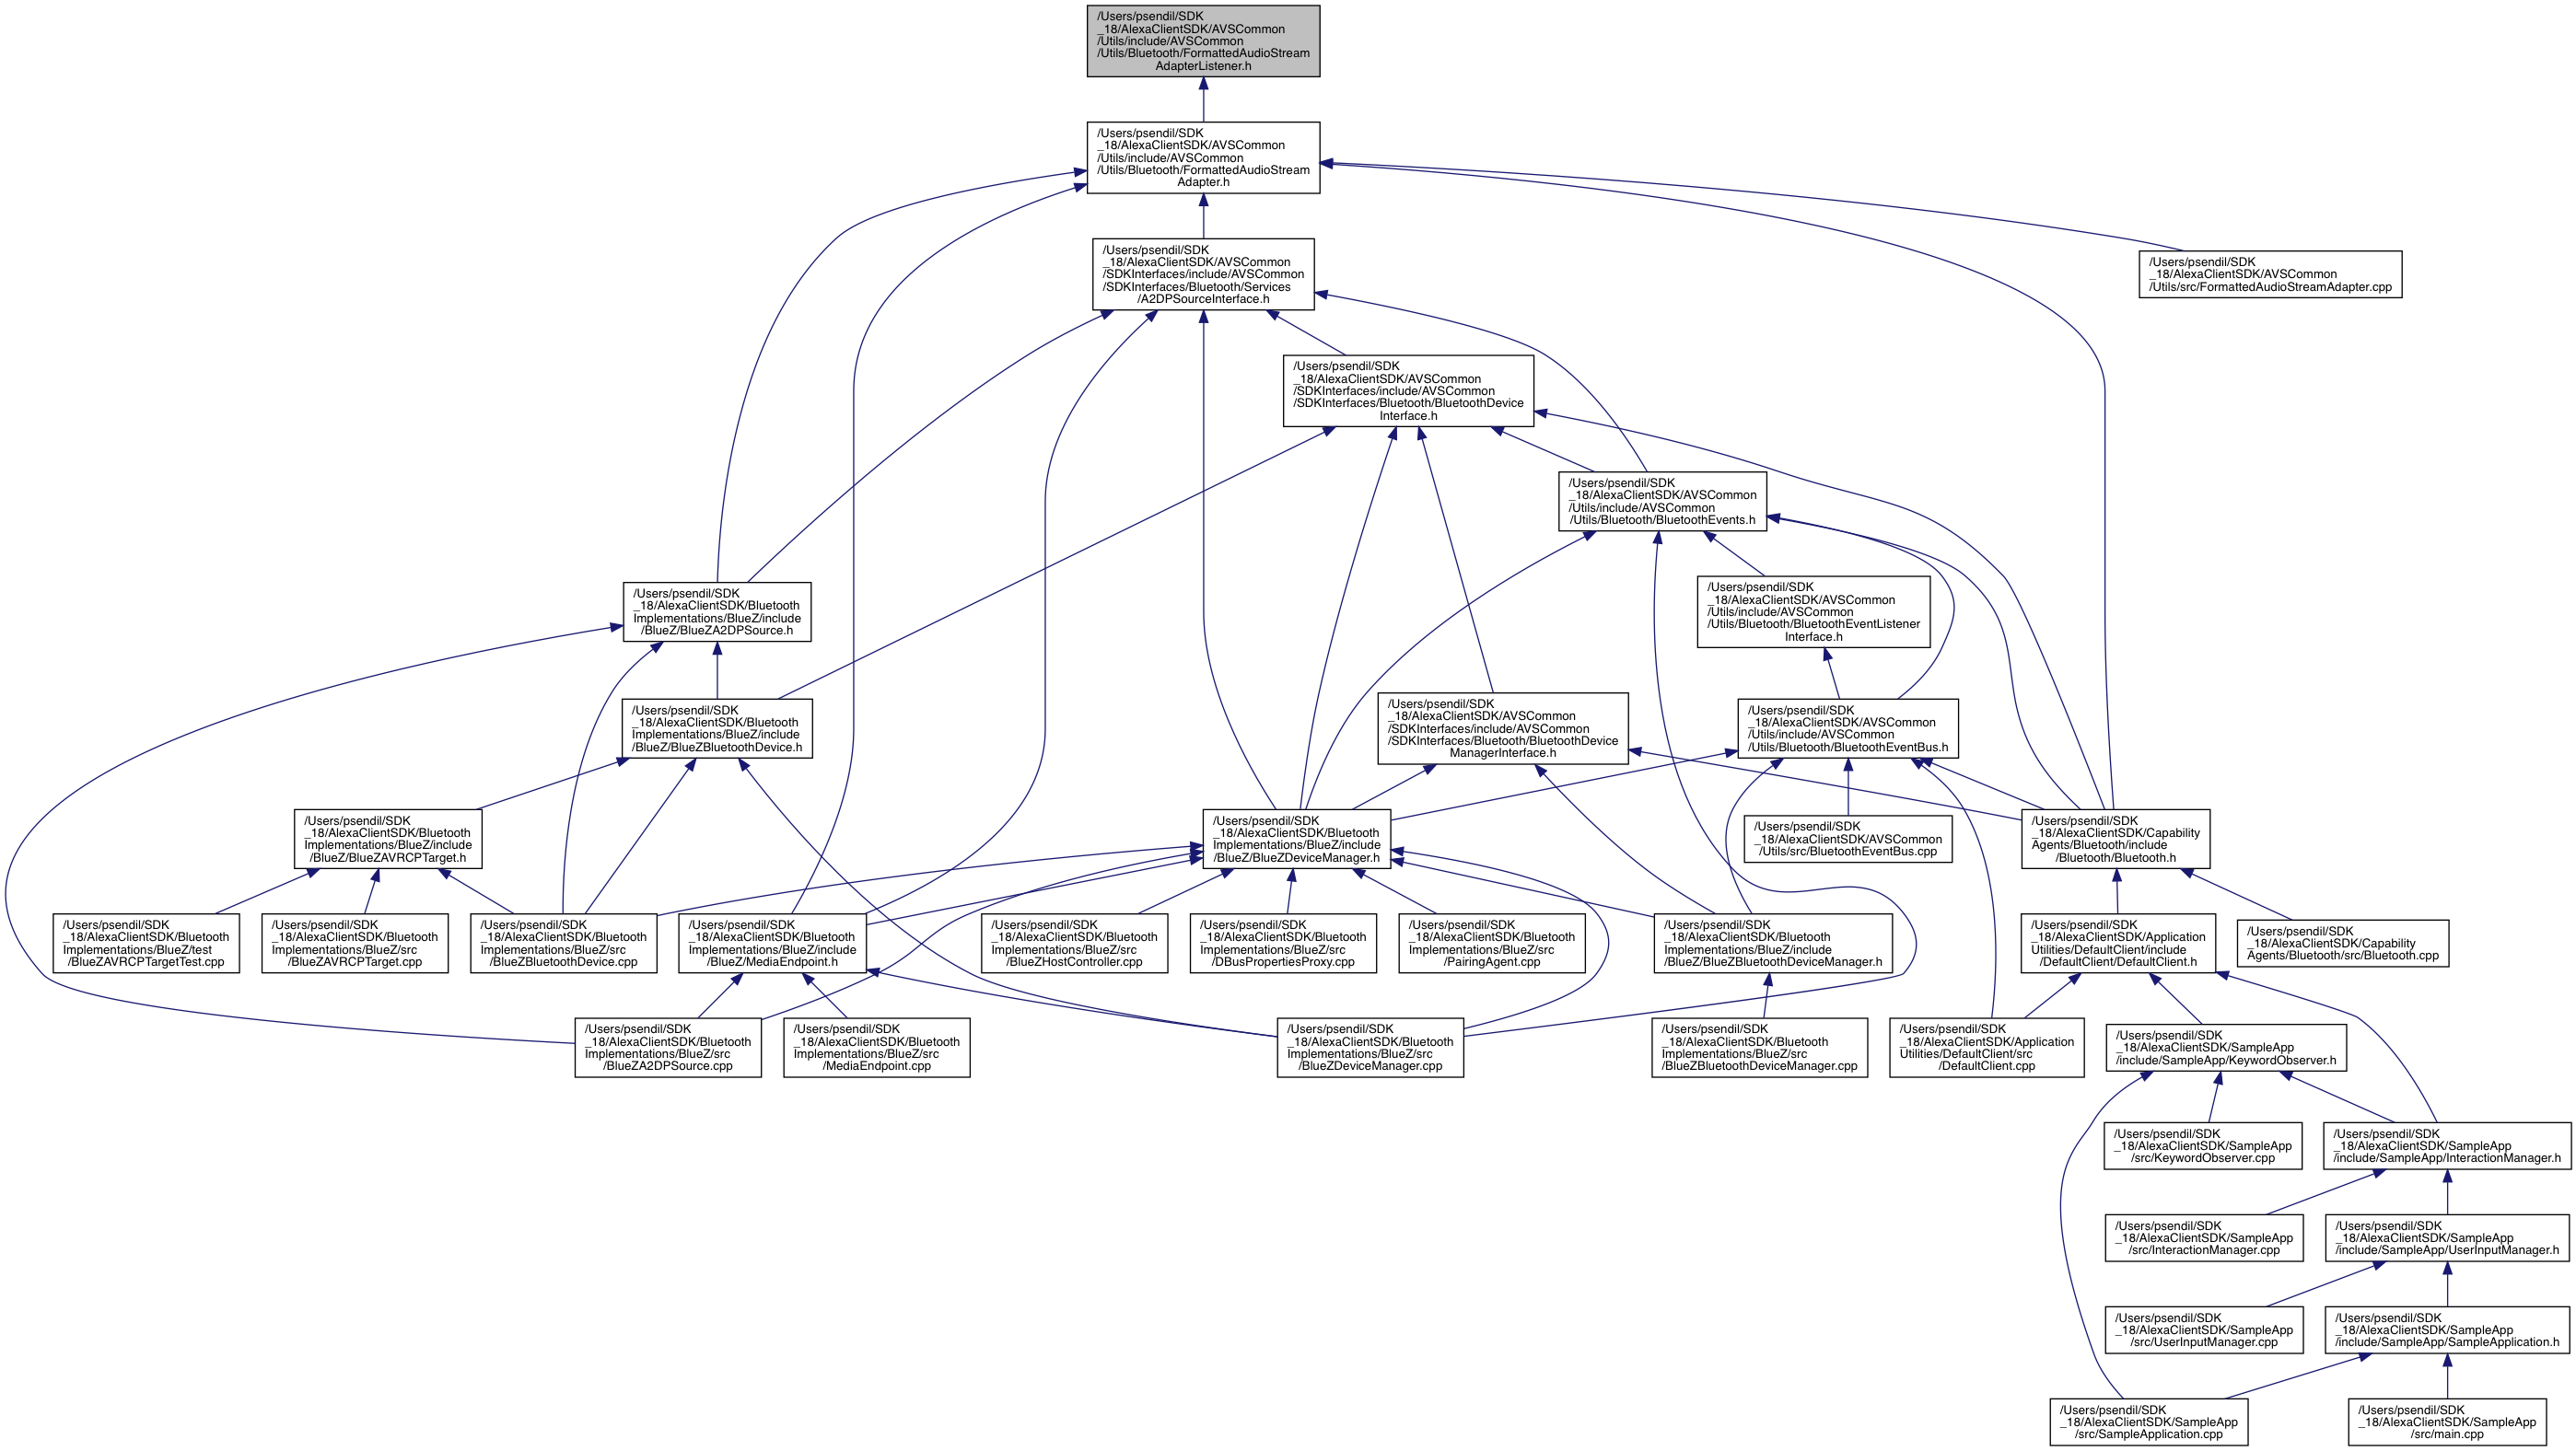 /Users/psendil/SDK
_18/AlexaClientSDK/AVSCommon
/Utils/include/AVSCommon
/Utils/Bluetooth/FormattedAudioStream
AdapterListener.h
/Users/psendil/SDK
_18/AlexaClientSDK/AVSCommon
/Utils/include/AVSCommon
/Utils/Bluetooth/FormattedAudioStream
Adapter.h
/Users/psendil/SDK
_18/AlexaClientSDK/AVSCommon
/SDKInterfaces/include/AVSCommon
/SDKInterfaces/Bluetooth/Services
/A2DPSourceInterface.h
/Users/psendil/SDK
_18/AlexaClientSDK/AVSCommon
/Utils/src/FormattedAudioStreamAdapter.cpp
/Users/psendil/SDK
_18/AlexaClientSDK/AVSCommon
/SDKInterfaces/include/AVSCommon
/SDKInterfaces/Bluetooth/BluetoothDevice
Interface.h
/Users/psendil/SDK
_18/AlexaClientSDK/AVSCommon
/Utils/include/AVSCommon
/Utils/Bluetooth/BluetoothEvents.h
/Users/psendil/SDK
_18/AlexaClientSDK/Bluetooth
Implementations/BlueZ/include
/BlueZ/BlueZA2DPSource.h
/Users/psendil/SDK
_18/AlexaClientSDK/AVSCommon
/Utils/include/AVSCommon
/Utils/Bluetooth/BluetoothEventListener
Interface.h
/Users/psendil/SDK
_18/AlexaClientSDK/Bluetooth
Implementations/BlueZ/include
/BlueZ/BlueZBluetoothDevice.h
/Users/psendil/SDK
_18/AlexaClientSDK/AVSCommon
/SDKInterfaces/include/AVSCommon
/SDKInterfaces/Bluetooth/BluetoothDevice
ManagerInterface.h
/Users/psendil/SDK
_18/AlexaClientSDK/AVSCommon
/Utils/include/AVSCommon
/Utils/Bluetooth/BluetoothEventBus.h
/Users/psendil/SDK
_18/AlexaClientSDK/Bluetooth
Implementations/BlueZ/include
/BlueZ/BlueZAVRCPTarget.h
/Users/psendil/SDK
_18/AlexaClientSDK/Bluetooth
Implementations/BlueZ/include
/BlueZ/BlueZDeviceManager.h
/Users/psendil/SDK
_18/AlexaClientSDK/AVSCommon
/Utils/src/BluetoothEventBus.cpp
/Users/psendil/SDK
_18/AlexaClientSDK/Capability
Agents/Bluetooth/include
/Bluetooth/Bluetooth.h
/Users/psendil/SDK
_18/AlexaClientSDK/Bluetooth
Implementations/BlueZ/test
/BlueZAVRCPTargetTest.cpp
/Users/psendil/SDK
_18/AlexaClientSDK/Bluetooth
Implementations/BlueZ/src
/BlueZAVRCPTarget.cpp
/Users/psendil/SDK
_18/AlexaClientSDK/Bluetooth
Implementations/BlueZ/src
/BlueZBluetoothDevice.cpp
/Users/psendil/SDK
_18/AlexaClientSDK/Bluetooth
Implementations/BlueZ/include
/BlueZ/MediaEndpoint.h
/Users/psendil/SDK
_18/AlexaClientSDK/Bluetooth
Implementations/BlueZ/src
/BlueZHostController.cpp
/Users/psendil/SDK
_18/AlexaClientSDK/Bluetooth
Implementations/BlueZ/src
/DBusPropertiesProxy.cpp
/Users/psendil/SDK
_18/AlexaClientSDK/Bluetooth
Implementations/BlueZ/src
/PairingAgent.cpp
/Users/psendil/SDK
_18/AlexaClientSDK/Bluetooth
Implementations/BlueZ/include
/BlueZ/BlueZBluetoothDeviceManager.h
/Users/psendil/SDK
_18/AlexaClientSDK/Application
Utilities/DefaultClient/include
/DefaultClient/DefaultClient.h
/Users/psendil/SDK
_18/AlexaClientSDK/Capability
Agents/Bluetooth/src/Bluetooth.cpp
/Users/psendil/SDK
_18/AlexaClientSDK/Bluetooth
Implementations/BlueZ/src
/BlueZA2DPSource.cpp
/Users/psendil/SDK
_18/AlexaClientSDK/Bluetooth
Implementations/BlueZ/src
/MediaEndpoint.cpp
/Users/psendil/SDK
_18/AlexaClientSDK/Bluetooth
Implementations/BlueZ/src
/BlueZDeviceManager.cpp
/Users/psendil/SDK
_18/AlexaClientSDK/Bluetooth
Implementations/BlueZ/src
/BlueZBluetoothDeviceManager.cpp
/Users/psendil/SDK
_18/AlexaClientSDK/Application
Utilities/DefaultClient/src
/DefaultClient.cpp
/Users/psendil/SDK
_18/AlexaClientSDK/SampleApp
/include/SampleApp/KeywordObserver.h
/Users/psendil/SDK
_18/AlexaClientSDK/SampleApp
/src/KeywordObserver.cpp
/Users/psendil/SDK
_18/AlexaClientSDK/SampleApp
/include/SampleApp/InteractionManager.h
/Users/psendil/SDK
_18/AlexaClientSDK/SampleApp
/src/InteractionManager.cpp
/Users/psendil/SDK
_18/AlexaClientSDK/SampleApp
/include/SampleApp/UserInputManager.h
/Users/psendil/SDK
_18/AlexaClientSDK/SampleApp
/src/UserInputManager.cpp
/Users/psendil/SDK
_18/AlexaClientSDK/SampleApp
/include/SampleApp/SampleApplication.h
/Users/psendil/SDK
_18/AlexaClientSDK/SampleApp
/src/SampleApplication.cpp
/Users/psendil/SDK
_18/AlexaClientSDK/SampleApp
/src/main.cpp